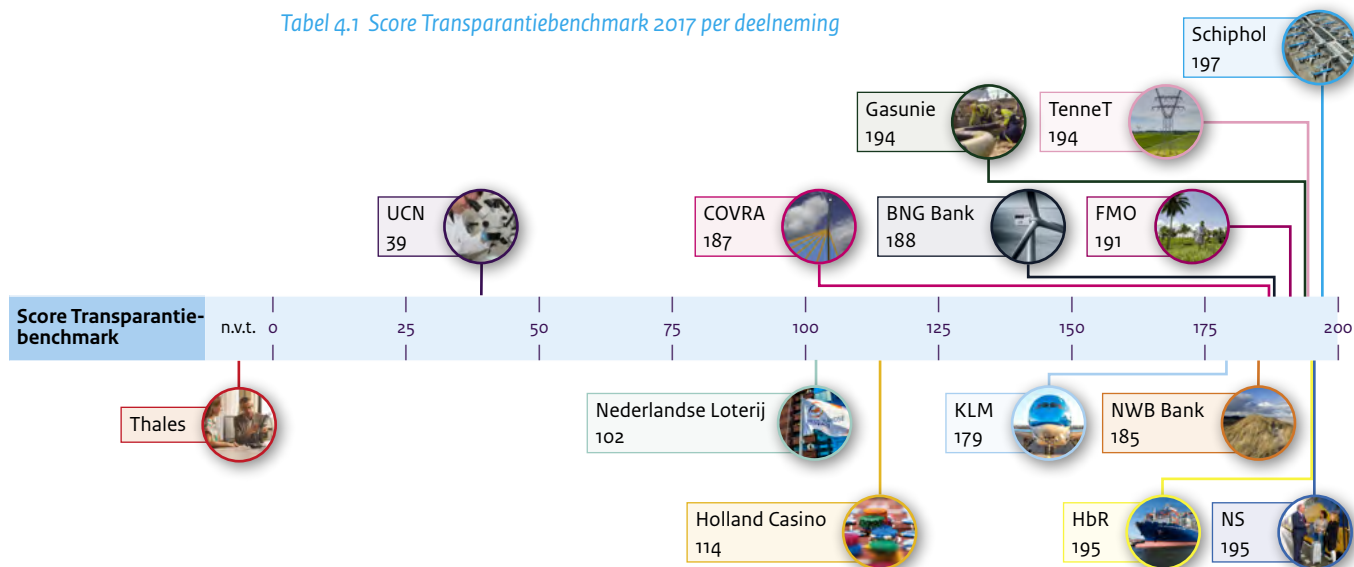 Tabel 4.1 Score Transparantiebenchmark 2017 per deelneming
Schiphol
197
Gasunie
194
TenneT
194
UCN
39
COVRA
187
BNG Bank
188
FMO
191
Score Transparantie-
benchmark
n.v.t. 0 25 50 75 100 125 150 175 200
Thales
Nederlandse Loterij
102
KLM
179
NWB Bank
185
Holland Casino
114
HbR
195
NS
195